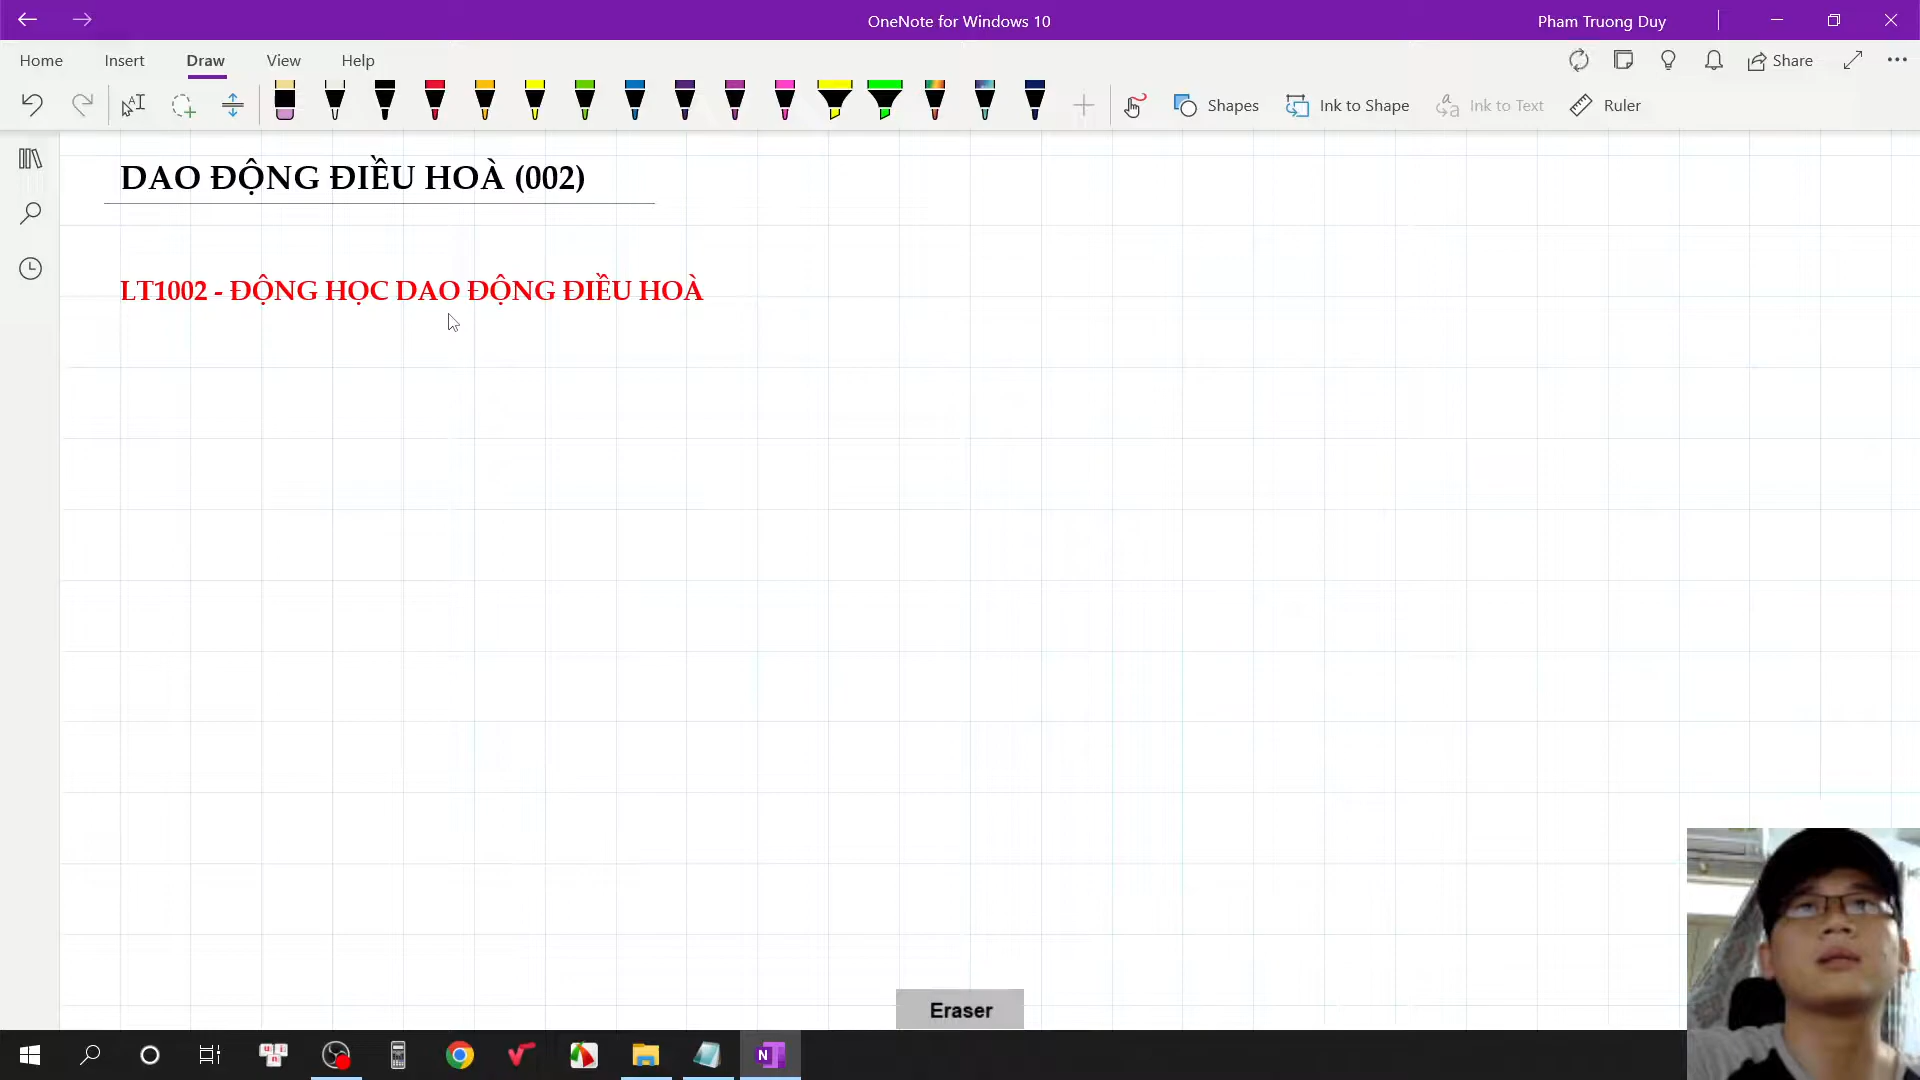 OneNote for Windows 10
Pham Truong Duy
Home
Insert
Draw
View
Help
Share
Shapes
Ink to Shape
Ink to Text
Ruler
DAO ĐỘNG ĐIỀU HOÀ (002)
LT1002 - ĐỘNG HỌC DAO ĐỘNG ĐIỀU HOÀ
Eraser